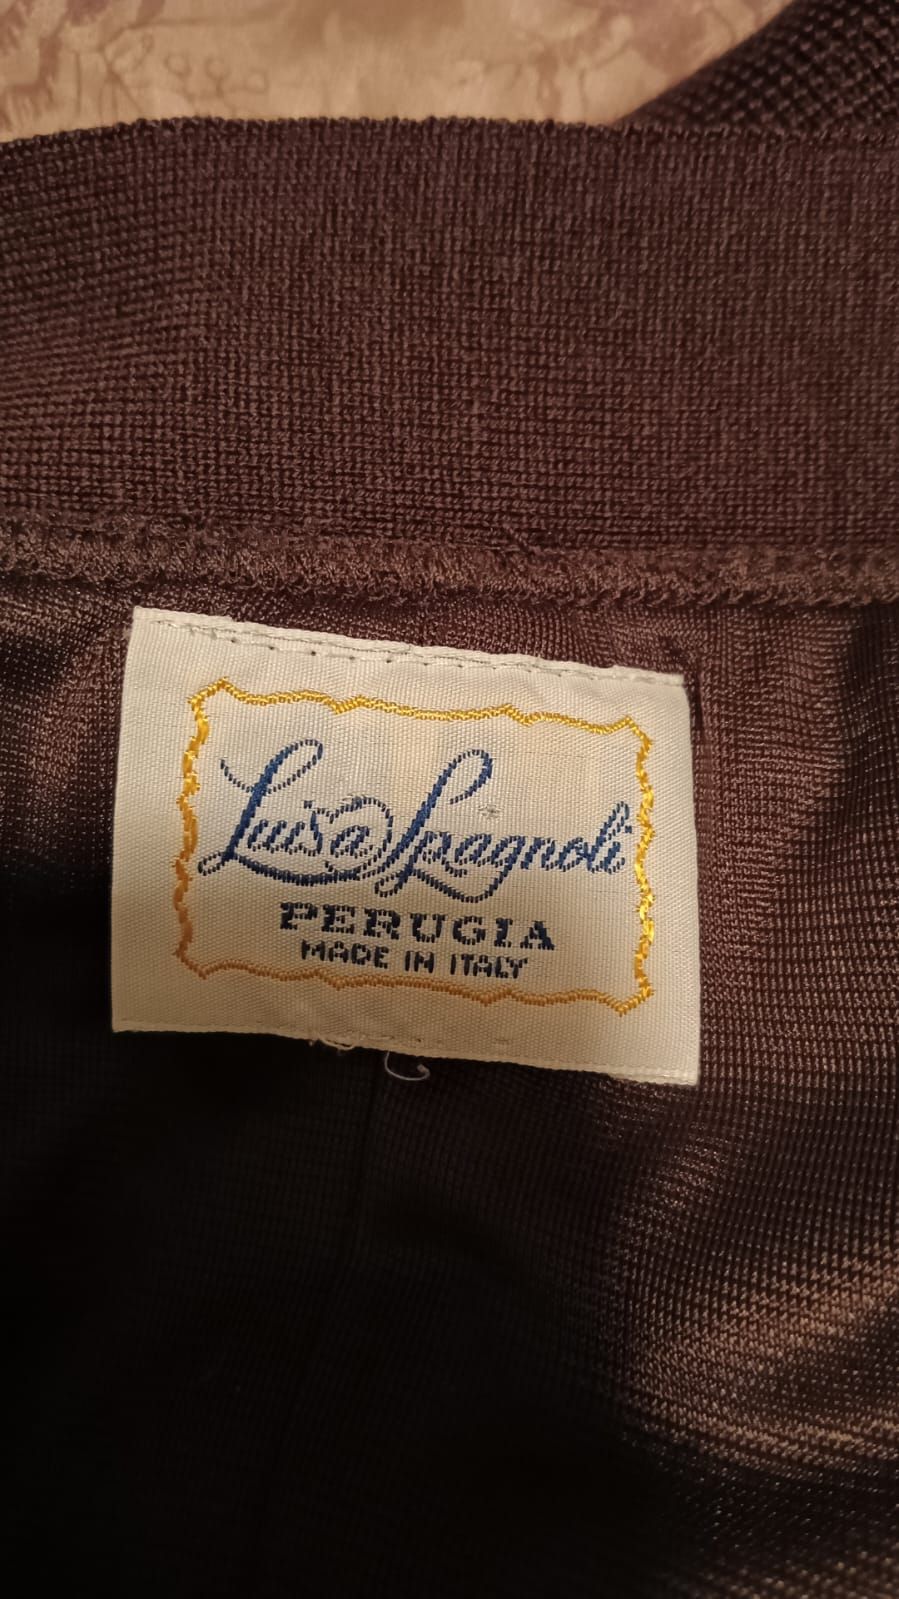 Luisa Spagnoli
PERUGIA
MADE IN ITALY